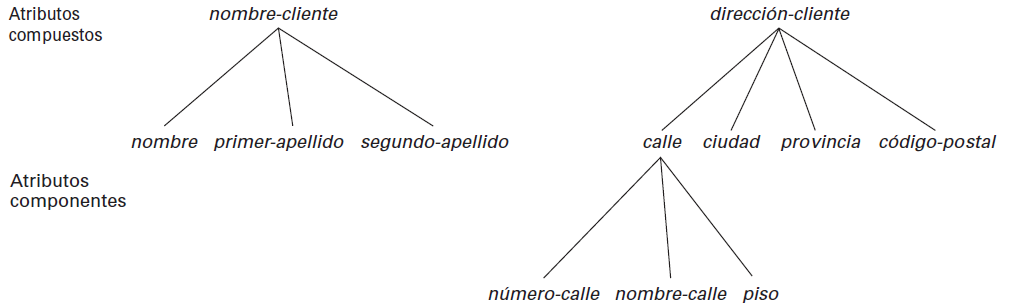 Atributos
compuestos
nombre-cliente
dirección-cliente
nombre primer-apellido segundo-apellido
calle ciudad provincia código-postal
Atributos
componentes
número-calle nombre-calle piso